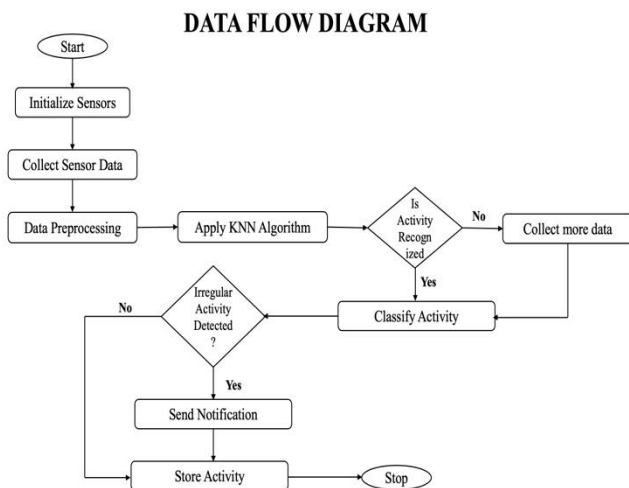 DATA FLOW DIAGRAM
Start
Initialize Sensors
Collect Sensor Data
Data Preprocessing
Apply KNN Algorithm
Is
Activity
Recogn
ized
No
Collect more data
Yes
Classify Activity
Irregular
Activity
Detected
?
No
Yes
Send Notification
Store Activity
Stop